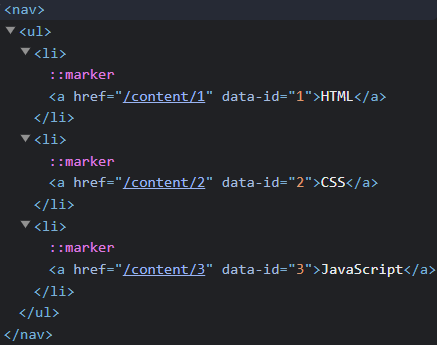 <nav>
<ul>
<li>
::marker
<a href="/content/1" data-id="1">HTML</a>
</li>
<li>
::marker
<a href="/content/2" data-id="2">CSS</a>
</li>
<li>
::marker
<a href="/content/3" data-id="3">JavaScript</a>
</li>
</ul>
</nav>